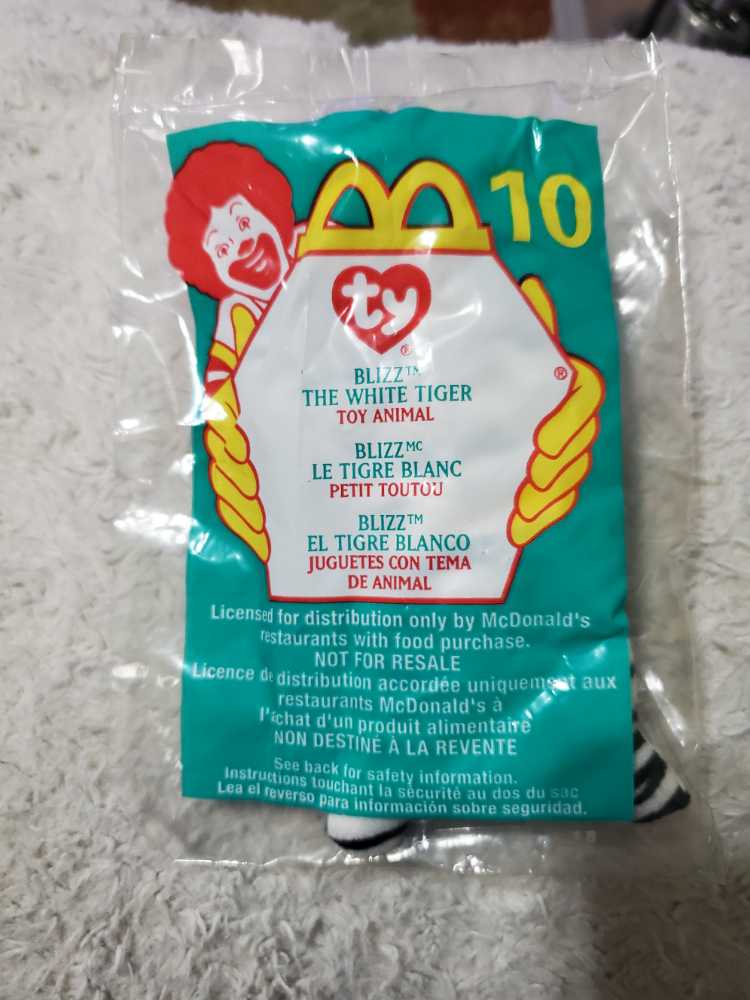 10
ty
®
BLIZZ™
THE WHITE TIGER
®
TOY ANIMAL
BLIZZ MC
LE TIGRE BLANC
PETIT TOUTOU
BLIZZ™
EL TIGRE BLANCO
JUGUETES CON TEMA
DE ANIMAL
Licensed for distribution only by McDonald's
restaurants with food purchase.
NOT FOR RESALE
Licence de distribution accordée uniquement aux
restaurants McDonald's à
l'achat d'un produit alimentaire
NON DESTINÉ À LA REVENTE
See back for safety information.
Instructions touchant la sécurité au dos du sac
Lea el reverso para información sobre seguridad.